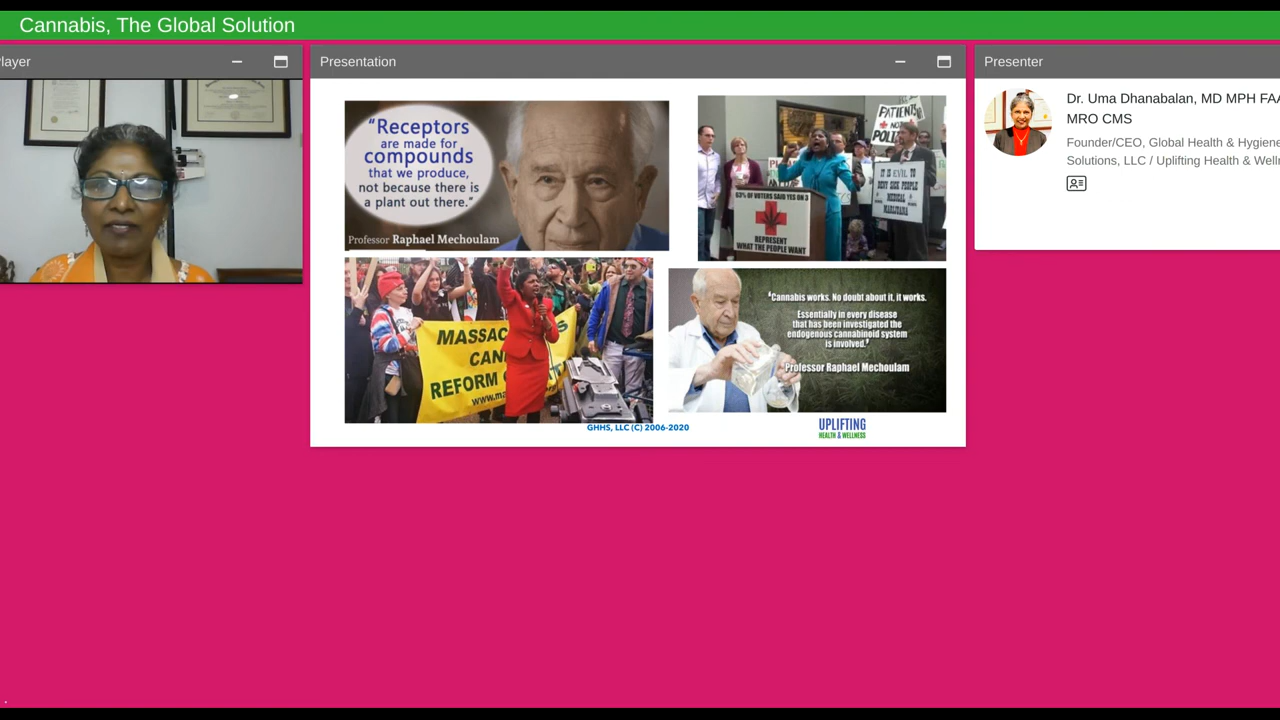 Cannabis, The Global Solution
layer
Presentation
Presenter
"Receptors
are made for
compounds
that we produce,
not because there is
a plant out there."
Professor Raphael Mechoulam
PATIENTS
NOT
IT IS EVIL TO
DENY SICK PEOPLE
MEDICAL
MARIJUANA
63% OF VOTERS SAID YES ON 3
REPRESENT
WHAT THE PEOPLE WANT
MASSAC S
CAN
REFORM
www.ma
"Cannabis works. No doubt about it, it works.
Essentially in every disease
that has been investigated the
endogenous cannabinoid system
is involved."
Professor Raphael Mechoulam
GHHS, LLC (C) 2006-2020
UPLIFTING
HEALTH & WELLNESS
Dr. Uma Dhanabalan, MD MPH FAA
MRO CMS
Founder/CEO, Global Health & Hygiene
Solutions, LLC / Uplifting Health & Well